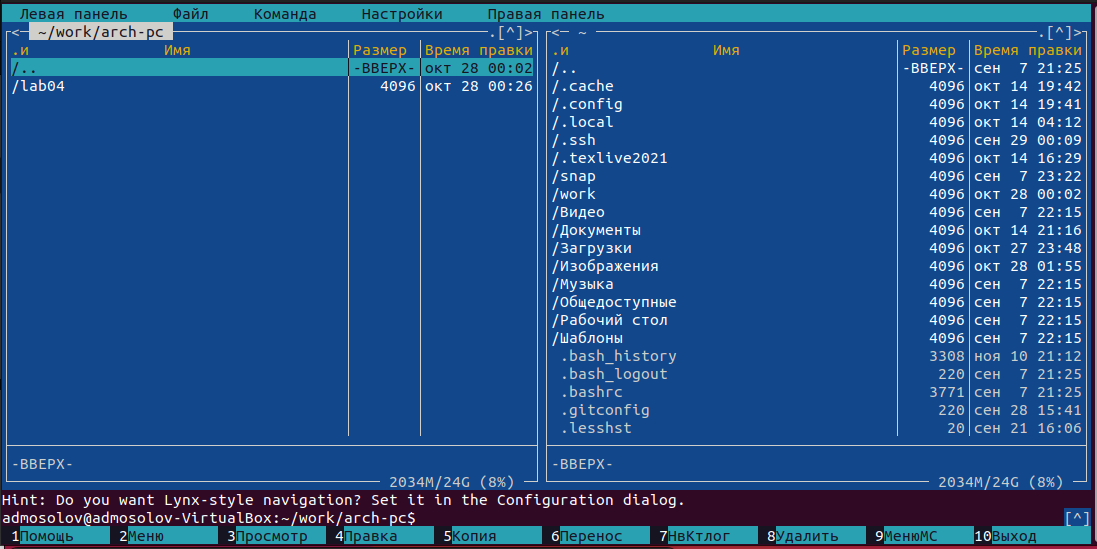 Левая панель Файл Команда Настройки Правая панель
<─ ~/work/arch-pc ─.[^]>
.и Имя Размер Время правки
/.. -ВВЕРХ- окт 28 00:02
/lab04 4096 окт 28 00:26
-ВВЕРХ-
2034M/24G (8%)
<─ ~ ─.[^]>
.и Имя Размер Время правки
/.. -ВВЕРХ- сен 7 21:25
/.cache 4096 окт 14 19:42
/.config 4096 окт 14 19:41
/.local 4096 окт 14 04:12
/.ssh 4096 сен 29 00:09
/.texlive2021 4096 окт 14 16:29
/snap 4096 сен 7 23:22
/work 4096 окт 28 00:02
/Видео 4096 сен 7 22:15
/Документы 4096 окт 14 21:16
/Загрузки 4096 окт 27 23:48
/Изображения 4096 окт 28 01:55
/Музыка 4096 сен 7 22:15
/Общедоступные 4096 сен 7 22:15
/Рабочий стол 4096 сен 7 22:15
/Шаблоны 4096 сен 7 22:15
.bash_history 3308 ноя 10 21:12
.bash_logout 220 сен 7 21:25
.bashrc 3771 сен 7 21:25
.gitconfig 220 сен 28 15:41
.lesshst 20 сен 21 16:06
-ВВЕРХ-
2034M/24G (8%)
Hint: Do you want Lynx-style navigation? Set it in the Configuration dialog.
admosolov@admosolov-VirtualBox:~/work/arch-pc$ [^]
1Помощь 2Меню 3Просмотр 4Правка 5Копия 6Перенос 7НвКтлог 8Удалить 9МенюMC 10Выход